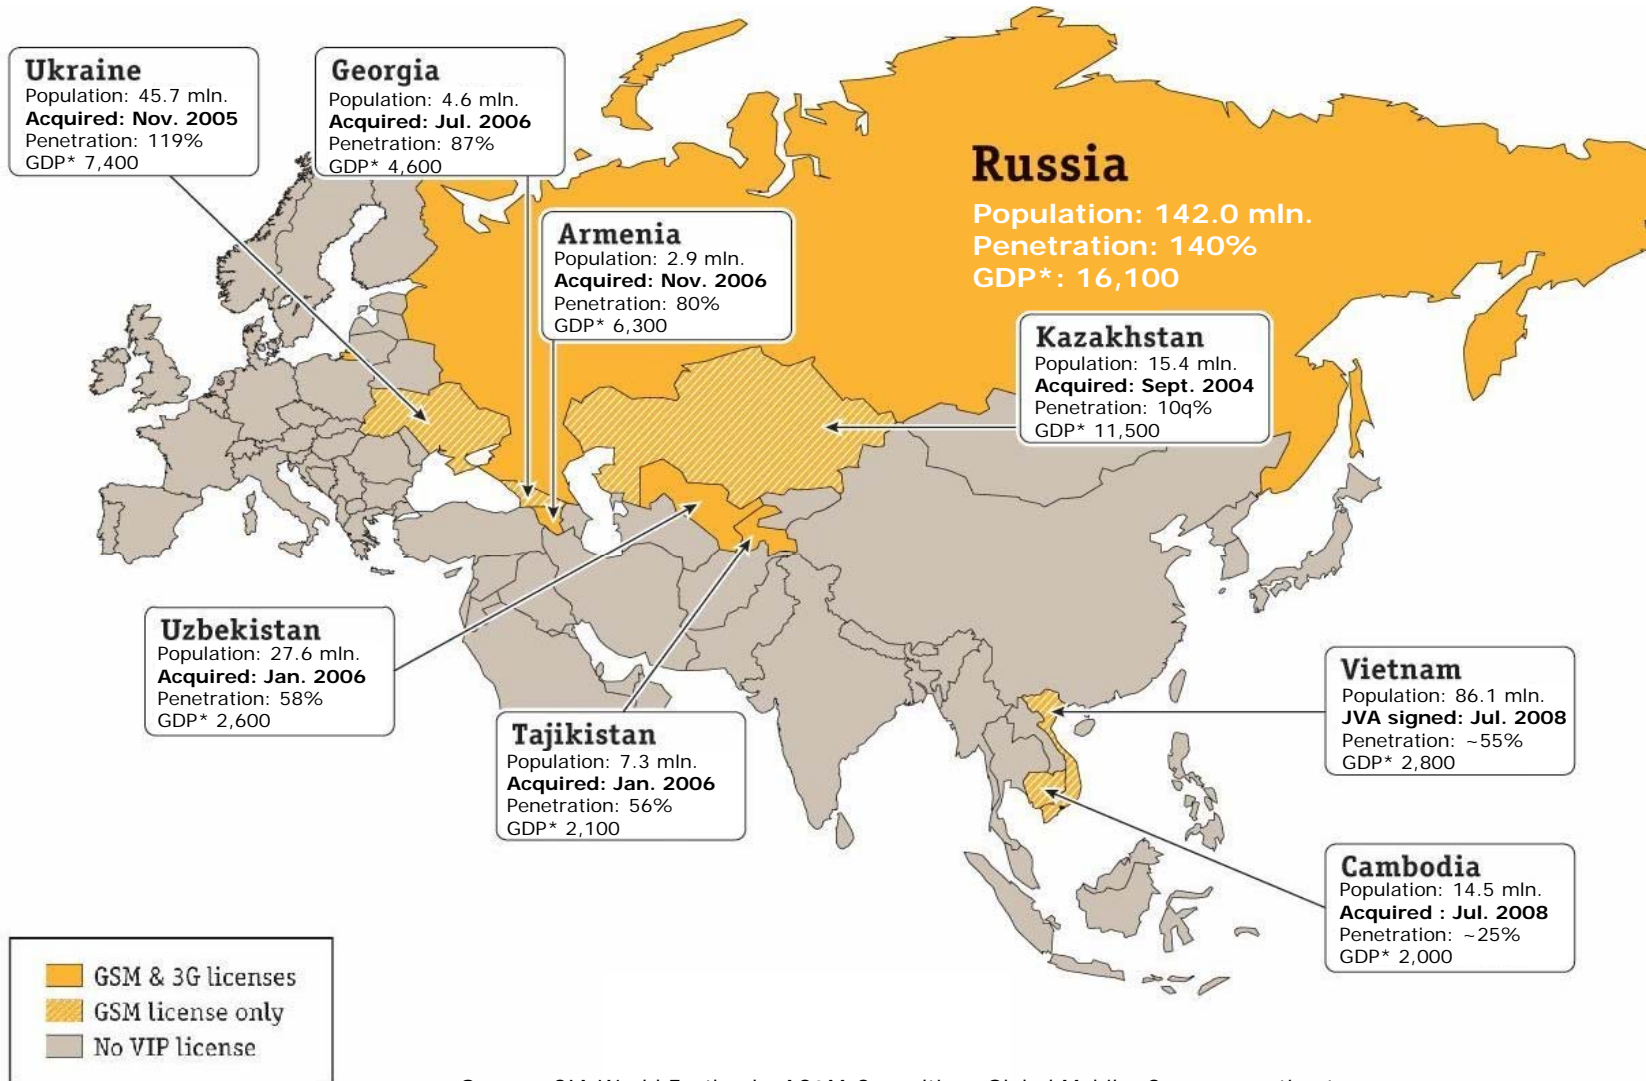 Ukraine
Population: 45.7 mln.
Acquired: Nov. 2005
Penetration: 119%
GDP* 7,400
Georgia
Population: 4.6 mln.
Acquired: Jul. 2006
Penetration: 87%
GDP* 4,600
Armenia
Population: 2.9 mln.
Acquired: Nov. 2006
Penetration: 80%
GDP* 6,300
Russia
Population: 142.0 mln.
Penetration: 140%
GDP*: 16,100
Kazakhstan
Population: 15.4 mln.
Acquired: Sept. 2004
Penetration: 10q%
GDP* 11,500
Uzbekistan
Population: 27.6 mln.
Acquired: Jan. 2006
Penetration: 58%
GDP* 2,600
Tajikistan
Population: 7.3 mln.
Acquired: Jan. 2006
Penetration: 56%
GDP* 2,100
Vietnam
Population: 86.1 mln.
JVA signed: Jul. 2008
Penetration: ~55%
GDP* 2,800
Cambodia
Population: 14.5 mln.
Acquired : Jul. 2008
Penetration: ~25%
GDP* 2,000
GSM & 3G licenses
GSM license only
No VIP license